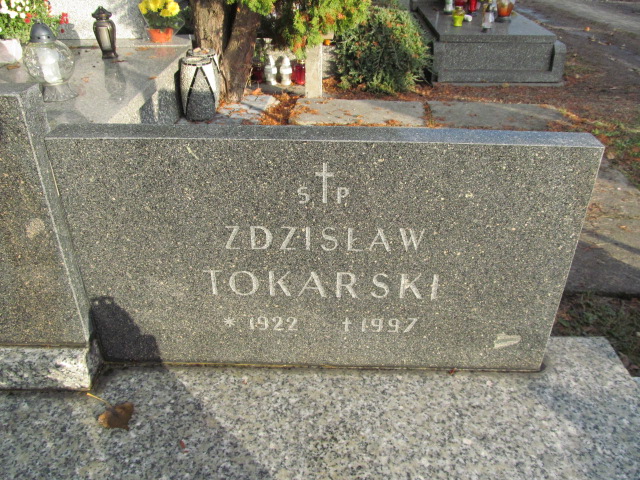 S † P
ZDZISŁAW
TOKARSKI
* 1922 † 1997